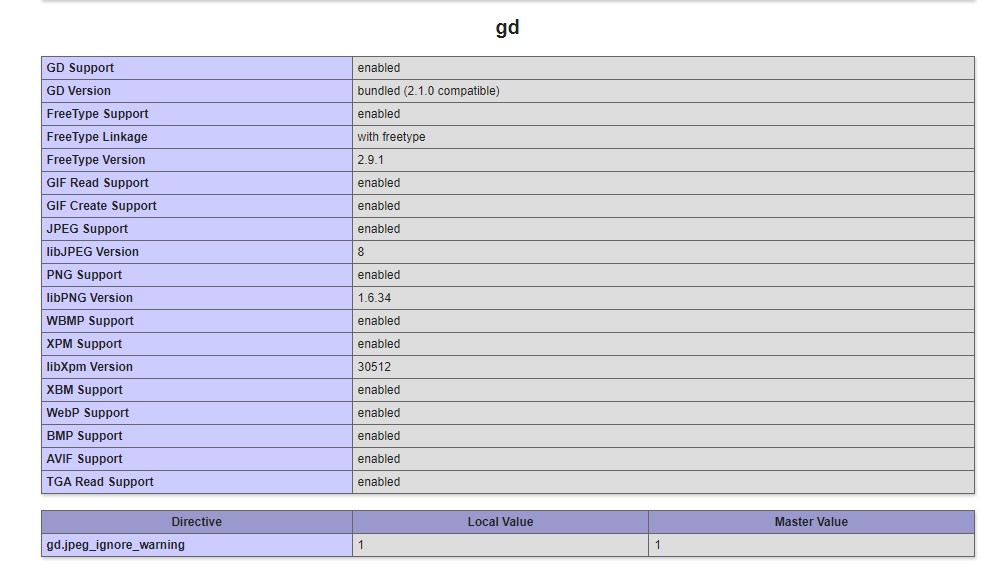 gd
GD Support enabled
GD Version bundled (2.1.0 compatible)
FreeType Support enabled
FreeType Linkage with freetype
FreeType Version 2.9.1
GIF Read Support enabled
GIF Create Support enabled
JPEG Support enabled
libJPEG Version 8
PNG Support enabled
libPNG Version 1.6.34
WBMP Support enabled
XPM Support enabled
libXpm Version 30512
XBM Support enabled
WebP Support enabled
BMP Support enabled
AVIF Support enabled
TGA Read Support enabled
Directive Local Value Master Value
gd.jpeg_ignore_warning 1 1